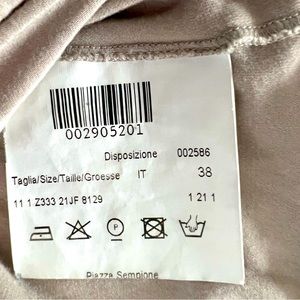 002905201
Disposizione 002586
Taglia/Size/Taille/Groesse IT 38
11 1 Z333 21JF 8129 1 21 1
P
Piazza Sempione